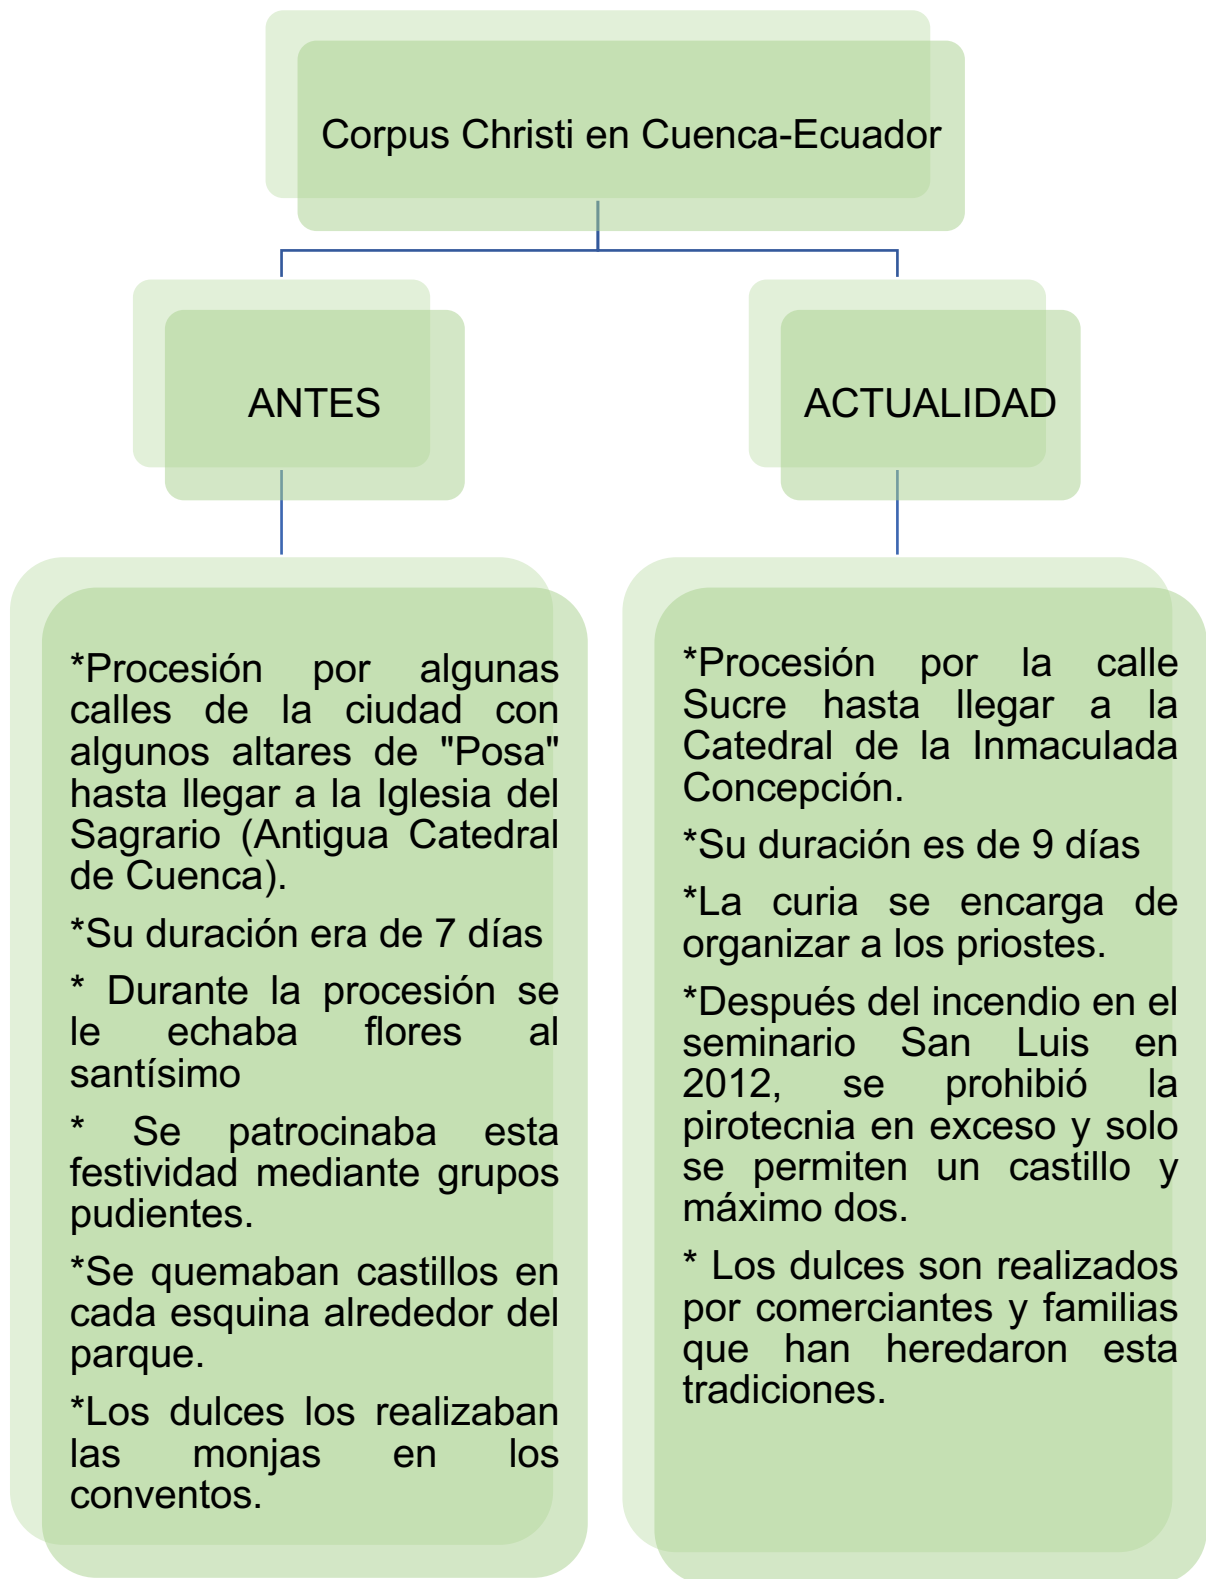 Corpus Christi en Cuenca-Ecuador
ANTES
*Procesión por algunas
calles de la ciudad con
algunos altares de "Posa"
hasta llegar a la Iglesia del
Sagrario (Antigua Catedral
de Cuenca).
*Su duración era de 7 días
* Durante la procesión se
le echaba flores al
santísimo
* Se patrocinaba esta
festividad mediante grupos
pudientes.
*Se quemaban castillos en
cada esquina alrededor del
parque.
*Los dulces los realizaban
las monjas en los
conventos.
ACTUALIDAD
*Procesión por la calle
Sucre hasta llegar a la
Catedral de la Inmaculada
Concepción.
*Su duración es de 9 días
*La curia se encarga de
organizar a los priostes.
*Después del incendio en el
seminario San Luis en
2012, se prohibió la
pirotecnia en exceso y solo
se permiten un castillo y
máximo dos.
* Los dulces son realizados
por comerciantes y familias
que han heredaron esta
tradiciones.